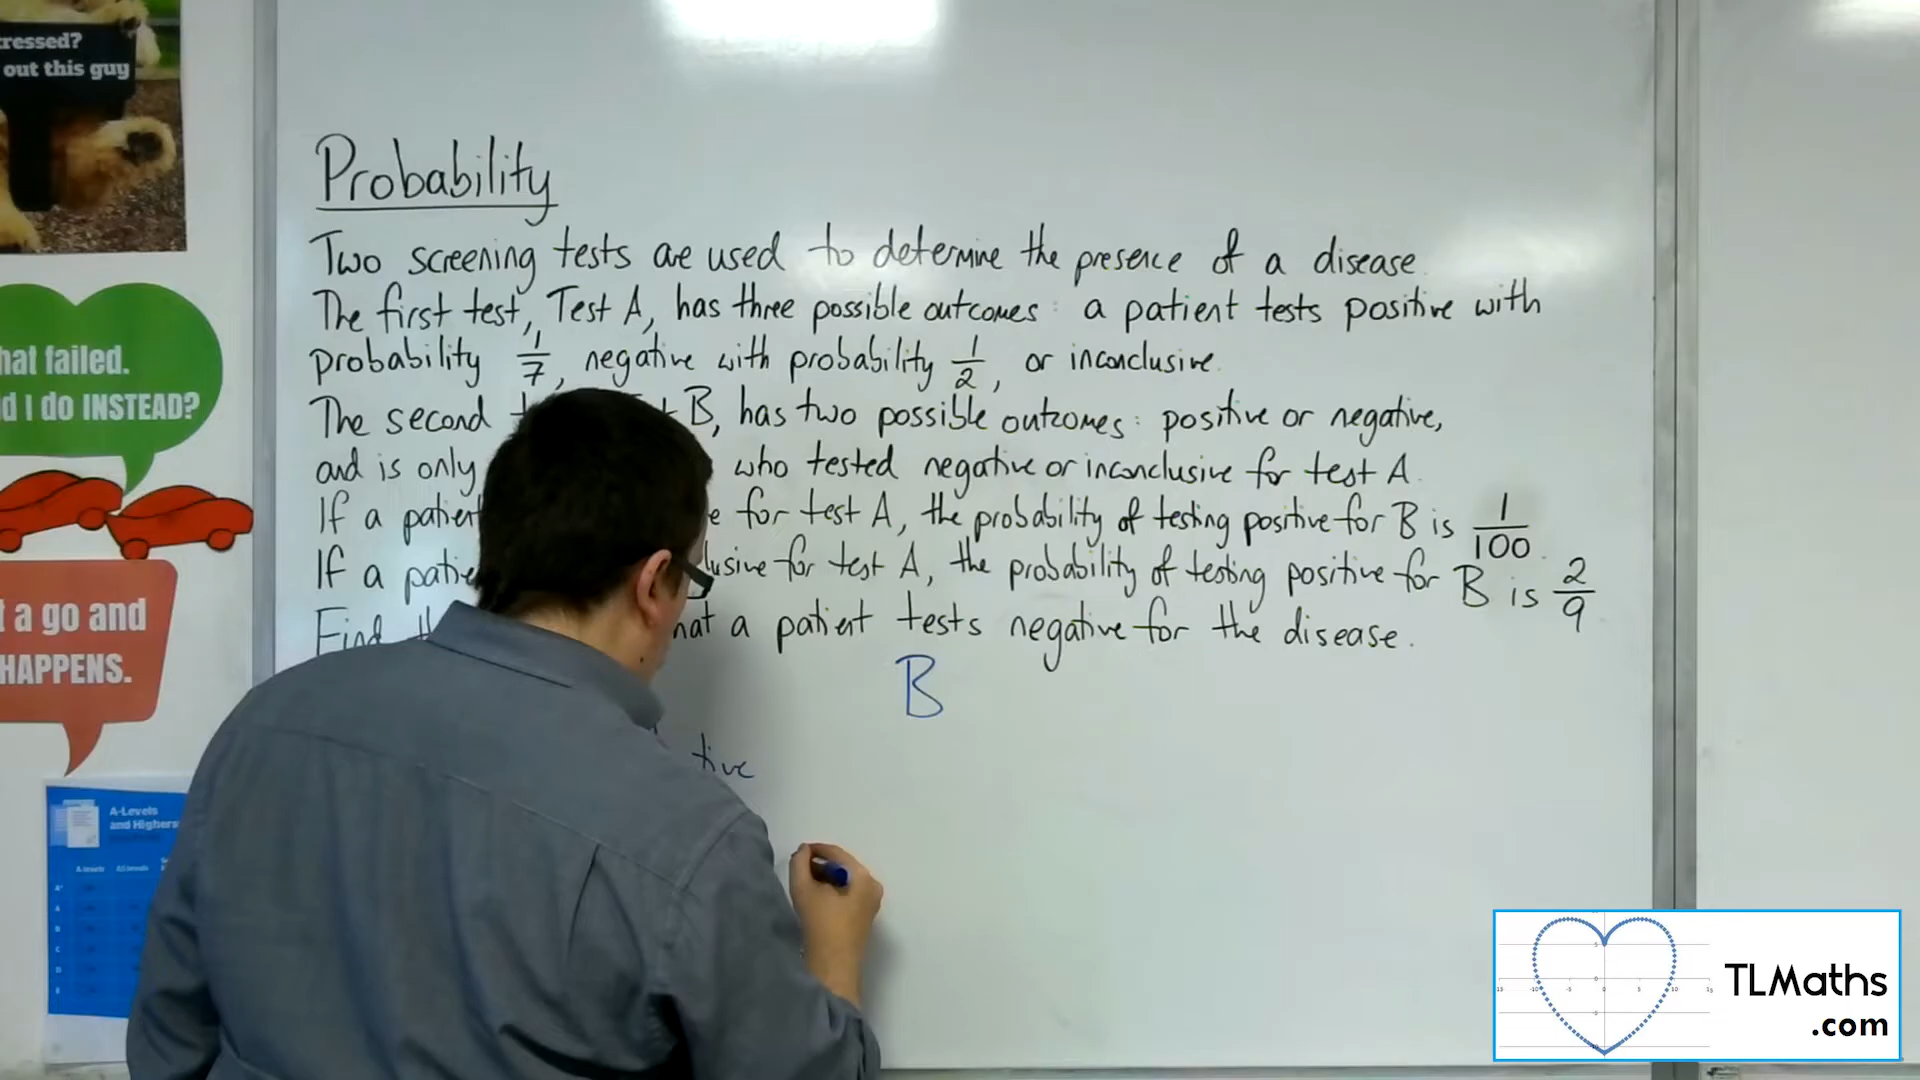 ressed?
out this guy
hat failed.
d I do INSTEAD?
t a go and
HAPPENS.
A-Levels
and Highers
Probability
Two screening tests are used to determine the presence of a disease.
The first test, Test A, has three possible outcomes: a patient tests positive with
probability 1/7, negative with probability 1/2, or inconclusive.
The second B, has two possible outcomes: positive or negative,
and is only who tested negative or inconclusive for test A.
If a patient e for test A, the probability of testing positive for B is 1/100.
If a patie lusive for test A, the probability of testing positive for B is 2/9
Find th hat a patient tests negative for the disease.
B
tive
TLMaths
.com